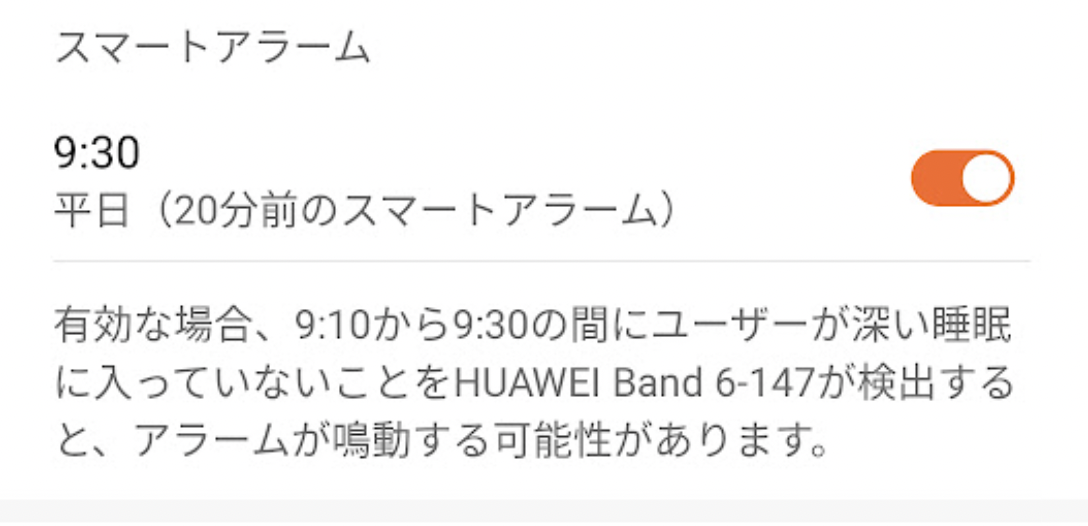 スマートアラーム
9:30
平日（20分前のスマートアラーム）
有効な場合、9:10から9:30の間にユーザーが深い睡眠
に入っていないことをHUAWEI Band 6-147が検出する
と、アラームが鳴動する可能性があります。